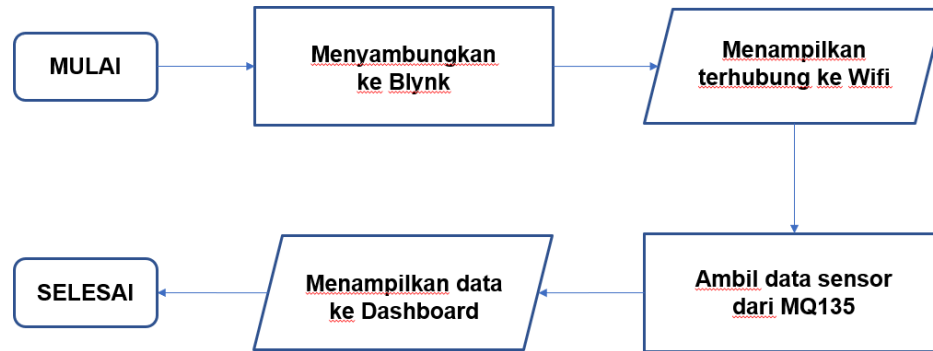 MULAI
Menyambungkan
ke Blynk
Menampilkan
terhubung ke Wifi
SELESAI
Menampilkan data
ke Dashboard
Ambil data sensor
dari MQ135